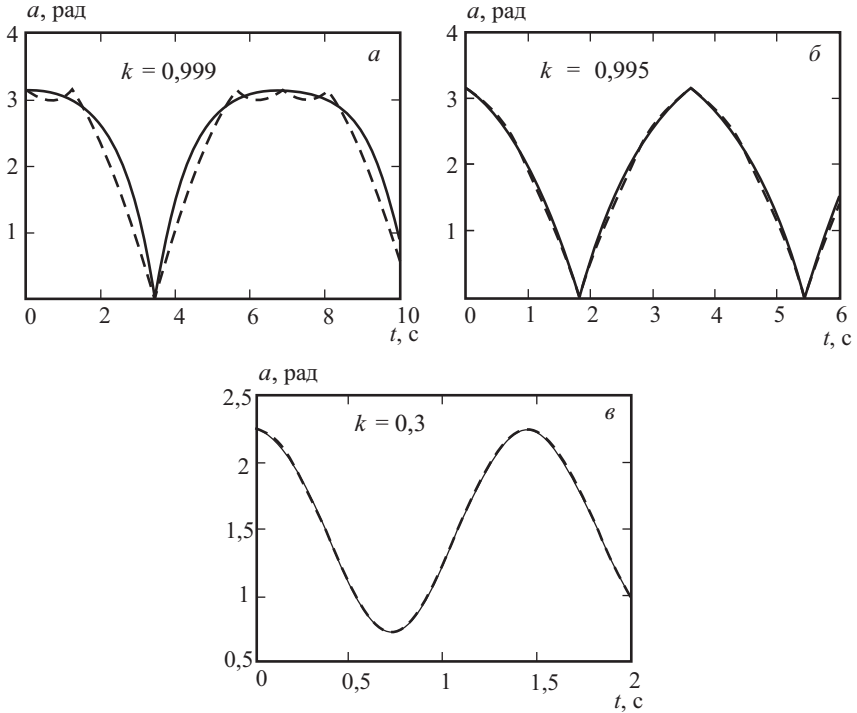 a, рад
4
3
2
1
k = 0,999
а
0 2 4 6 8 10
t, с
a, рад
4
3
2
1
k = 0,995
б
0 1 2 3 4 5 6
t, с
a, рад
2,5
2
1,5
1
0,5
k = 0,3
в
0 0,5 1 1,5 2
t, с